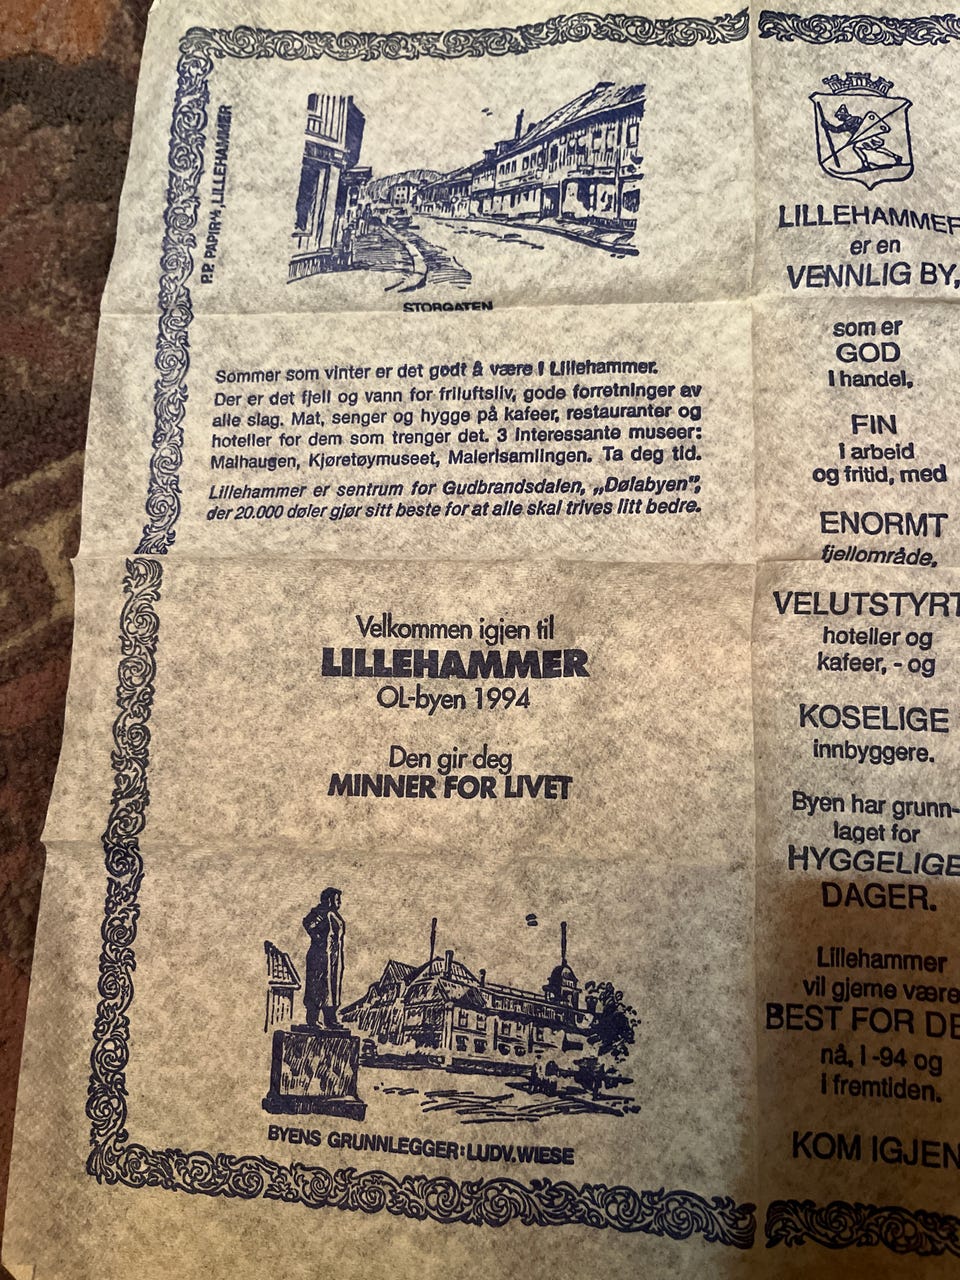 P.P. PAPIR%, LILLEHAMMER
STORGATEN
Sommer som vinter er det godt å være i Lillehammer.
Der er det fjell og vann for friluftsliv, gode forretninger av
alle slag. Mat, senger og hygge på kafeer, restauranter og
hoteller for dem som trenger det. 3 interessante museer:
Maihaugen, Kjøretøymuseet, Malerisamlingen. Ta deg tid.
Lillehammer er sentrum for Gudbrandsdalen, „Dølabyen”,
der 20.000 døler gjør sitt beste for at alle skal trives litt bedre.
Velkommen igjen til
LILLEHAMMER
OL-byen 1994
Den gir deg
MINNER FOR LIVET
BYENS GRUNNLEGGER: LUDV. WIESE
LILLEHAMMER
er en
VENNLIG BY,
som er
GOD
i handel,
FIN
i arbeid
og fritid, med
ENORMT
fjellområde,
VELUTSTYRT
hoteller og
kafeer, - og
KOSELIGE
innbyggere.
Byen har grunn-
laget for
HYGGELIGE
DAGER.
Lillehammer
vil gjerne være
BEST FOR DE
nå, i -94 og
i fremtiden.
KOM IGJEN